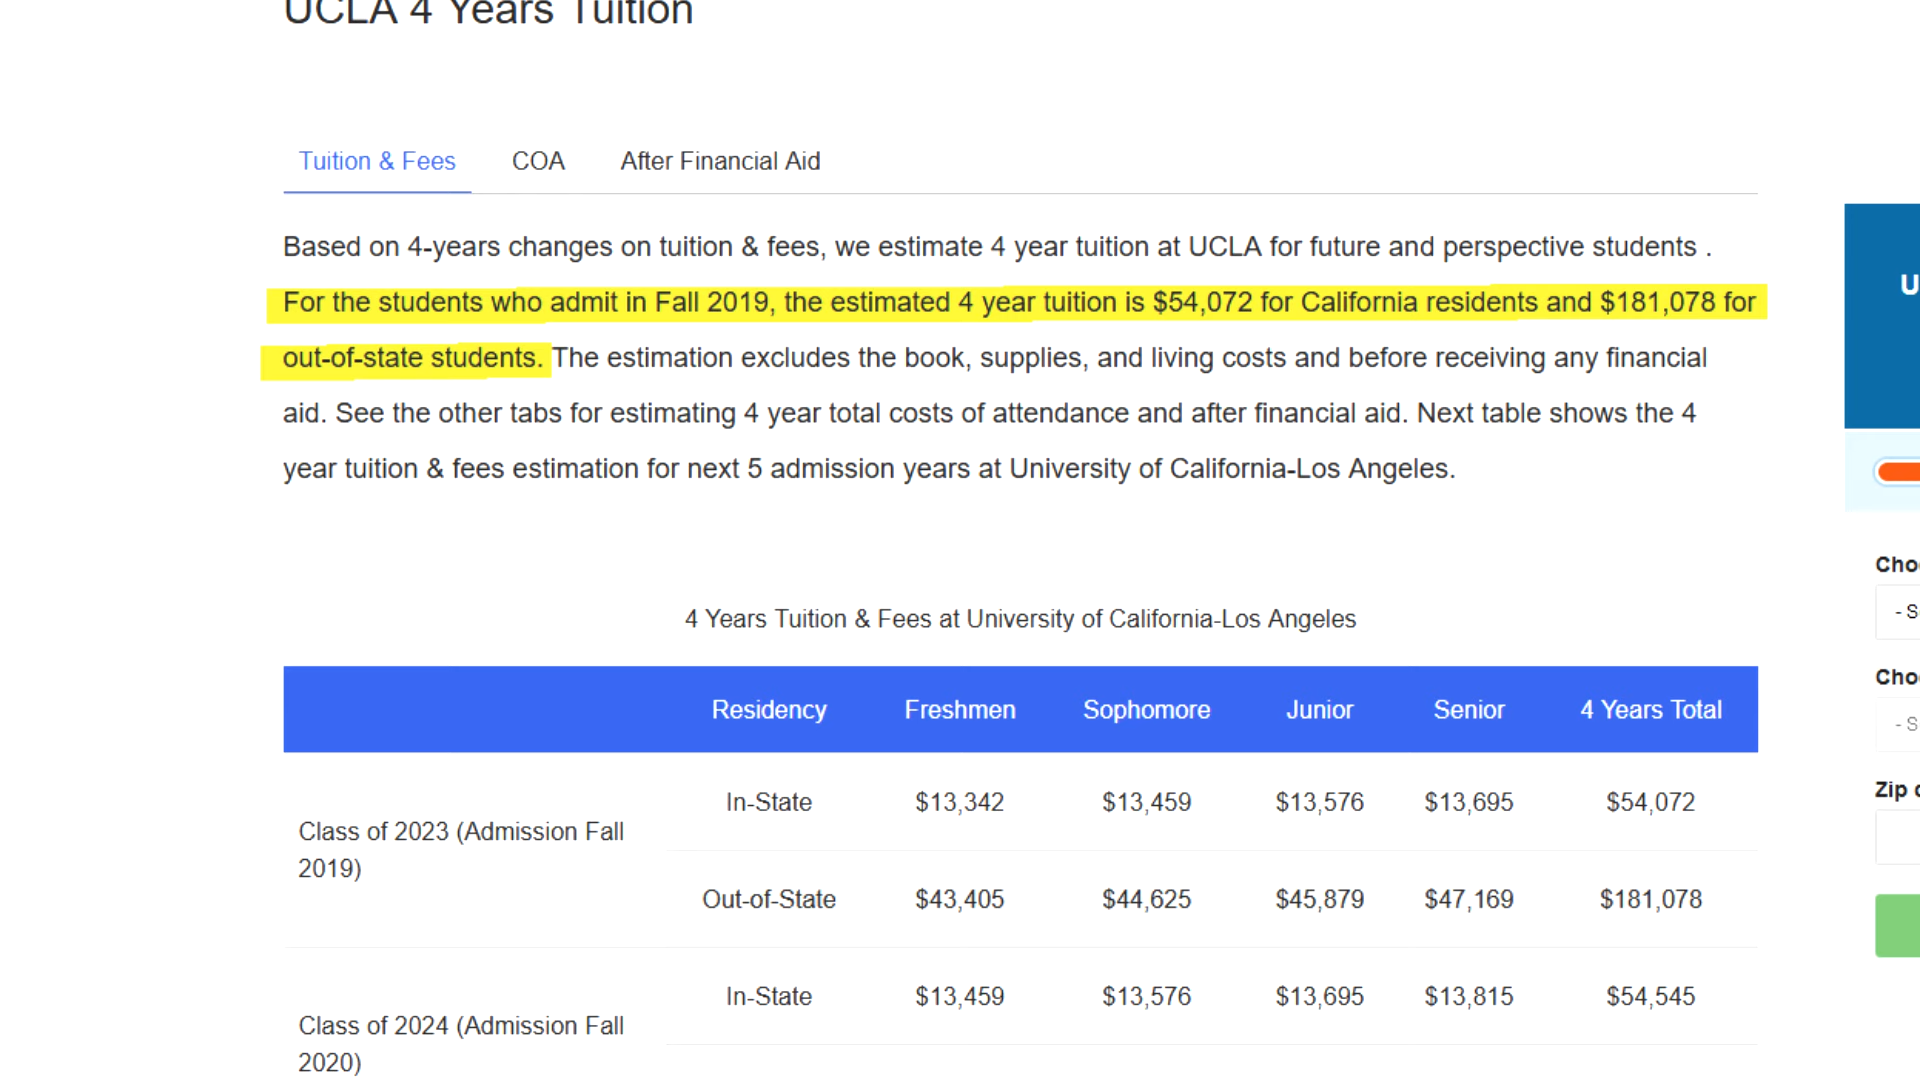 UCLA 4 Years Tuition
Tuition & Fees COA After Financial Aid
Based on 4-years changes on tuition & fees, we estimate 4 year tuition at UCLA for future and perspective students .
For the students who admit in Fall 2019, the estimated 4 year tuition is $54,072 for California residents and $181,078 for
out-of-state students. The estimation excludes the book, supplies, and living costs and before receiving any financial
aid. See the other tabs for estimating 4 year total costs of attendance and after financial aid. Next table shows the 4
year tuition & fees estimation for next 5 admission years at University of California-Los Angeles.
4 Years Tuition & Fees at University of California-Los Angeles
Residency Freshmen Sophomore Junior Senior 4 Years Total
Class of 2023 (Admission Fall
2019)
In-State $13,342 $13,459 $13,576 $13,695 $54,072
Out-of-State $43,405 $44,625 $45,879 $47,169 $181,078
Class of 2024 (Admission Fall
2020)
In-State $13,459 $13,576 $13,695 $13,815 $54,545
Zip